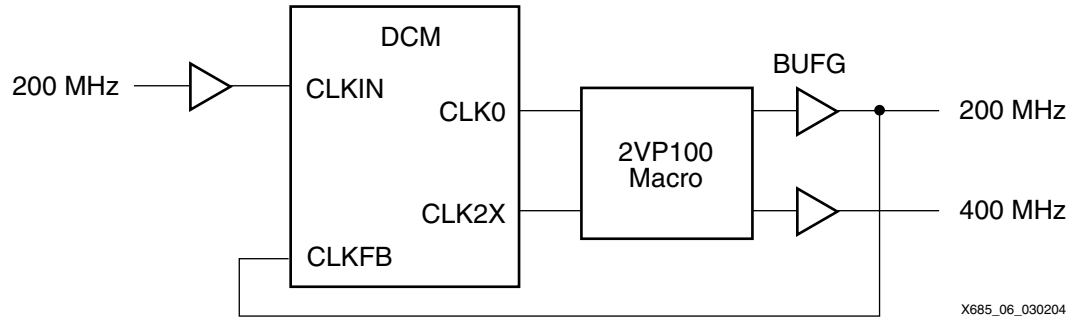 DCM
BUFG
200 MHz
CLKIN
CLK0
200 MHz
2VP100
Macro
CLK2X
400 MHz
CLKFB
X685_06_030204